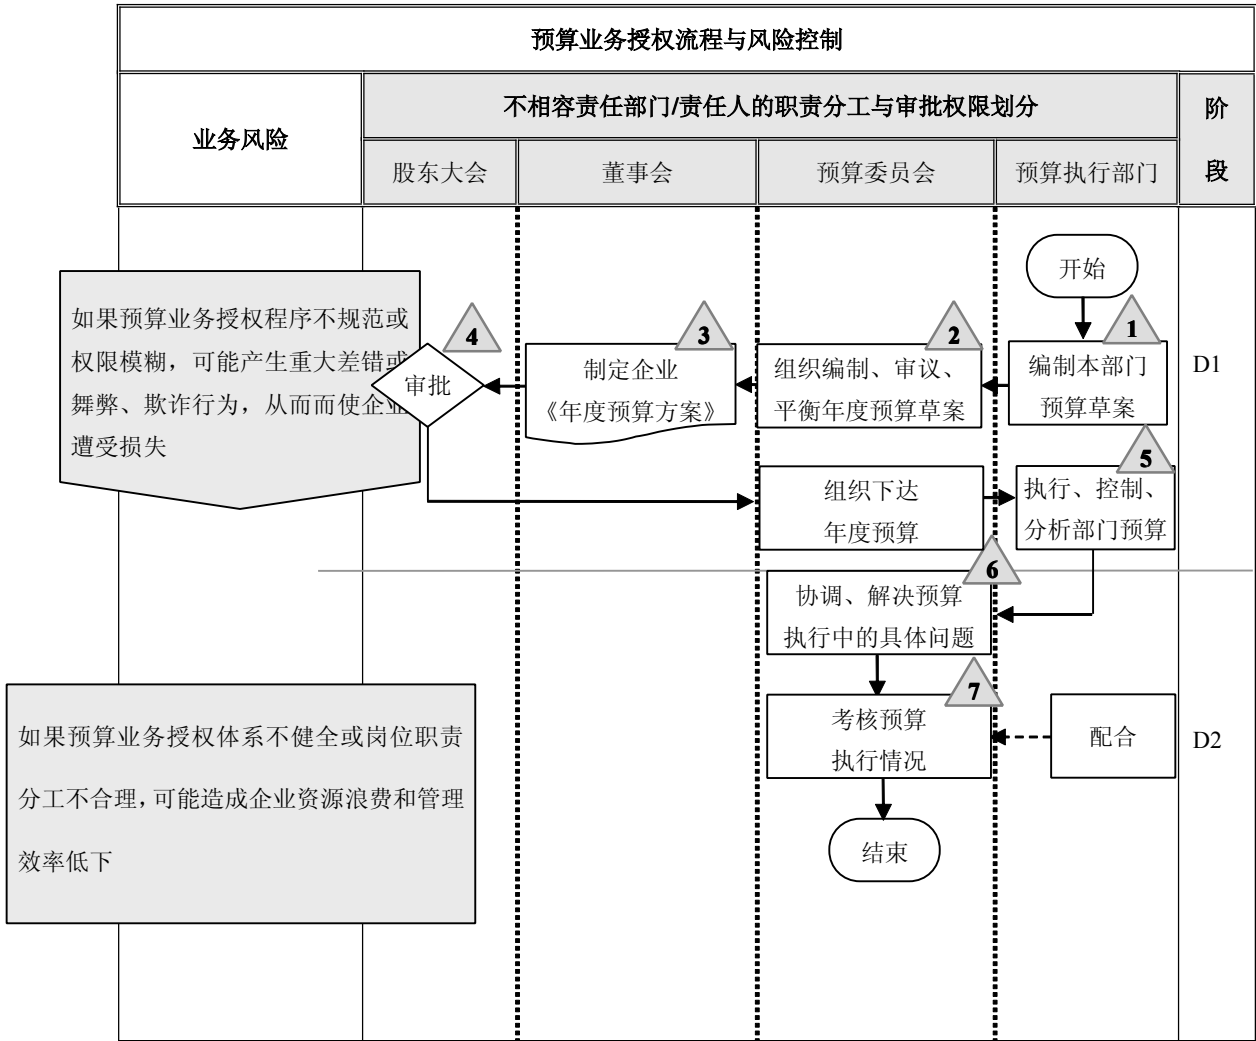 预算业务授权流程与风险控制
业务风险
不相容责任部门/责任人的职责分工与审批权限划分
阶
段
股东大会
董事会
预算委员会
预算执行部门
开始
如果预算业务授权程序不规范或
权限模糊，可能产生重大差错或
舞弊、欺诈行为，从而而使企业
遭受损失
4
审批
3
制定企业
《年度预算方案》
2
组织编制、审议、
平衡年度预算草案
1
编制本部门
预算草案
D1
组织下达
年度预算
5
执行、控制、
分析部门预算
6
协调、解决预算
执行中的具体问题
7
考核预算
执行情况
配合
D2
如果预算业务授权体系不健全或岗位职责
分工不合理，可能造成企业资源浪费和管理
效率低下
结束